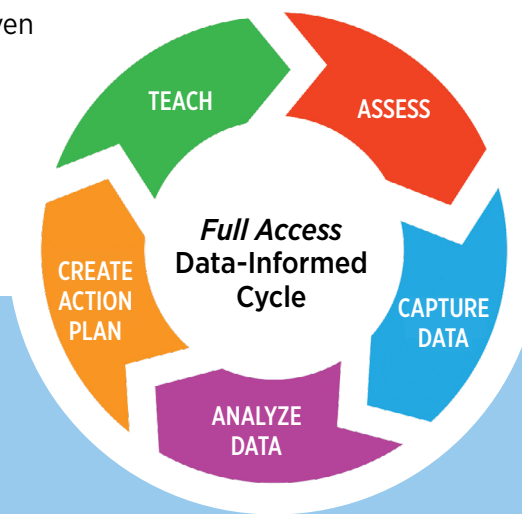 TEACH
ASSESS
Full Access
Data-Informed
Cycle
CREATE
ACTION
PLAN
CAPTURE
DATA
ANALYZE
DATA